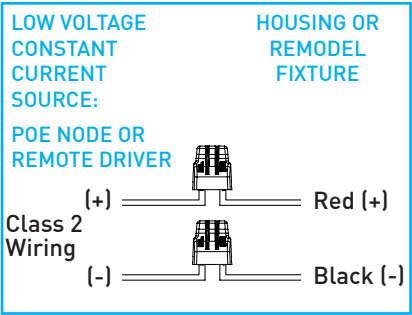 LOW VOLTAGE
CONSTANT
CURRENT
SOURCE:
POE NODE OR
REMOTE DRIVER
HOUSING OR
REMODEL
FIXTURE
(+)
Red (+)
Class 2
Wiring
(-)
Black (-)